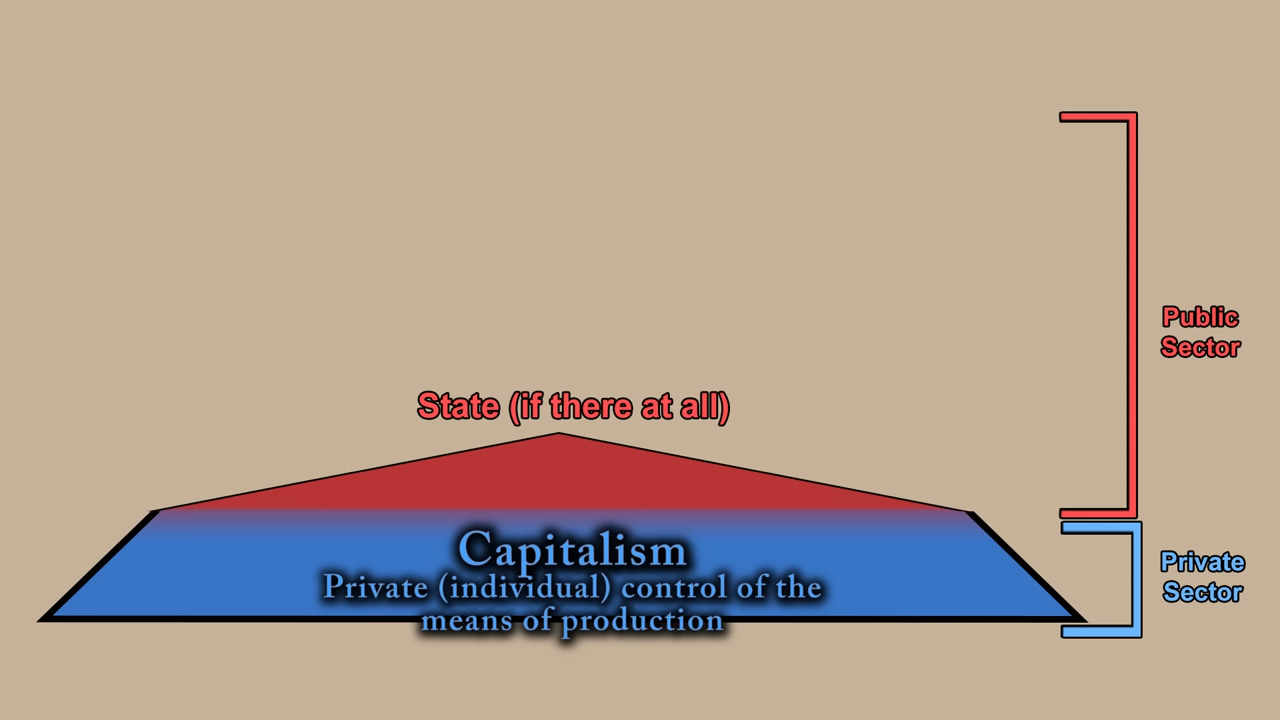 Public
Sector
State (if there at all)
Capitalism
Private (individual) control of the
means of production
Private
Sector